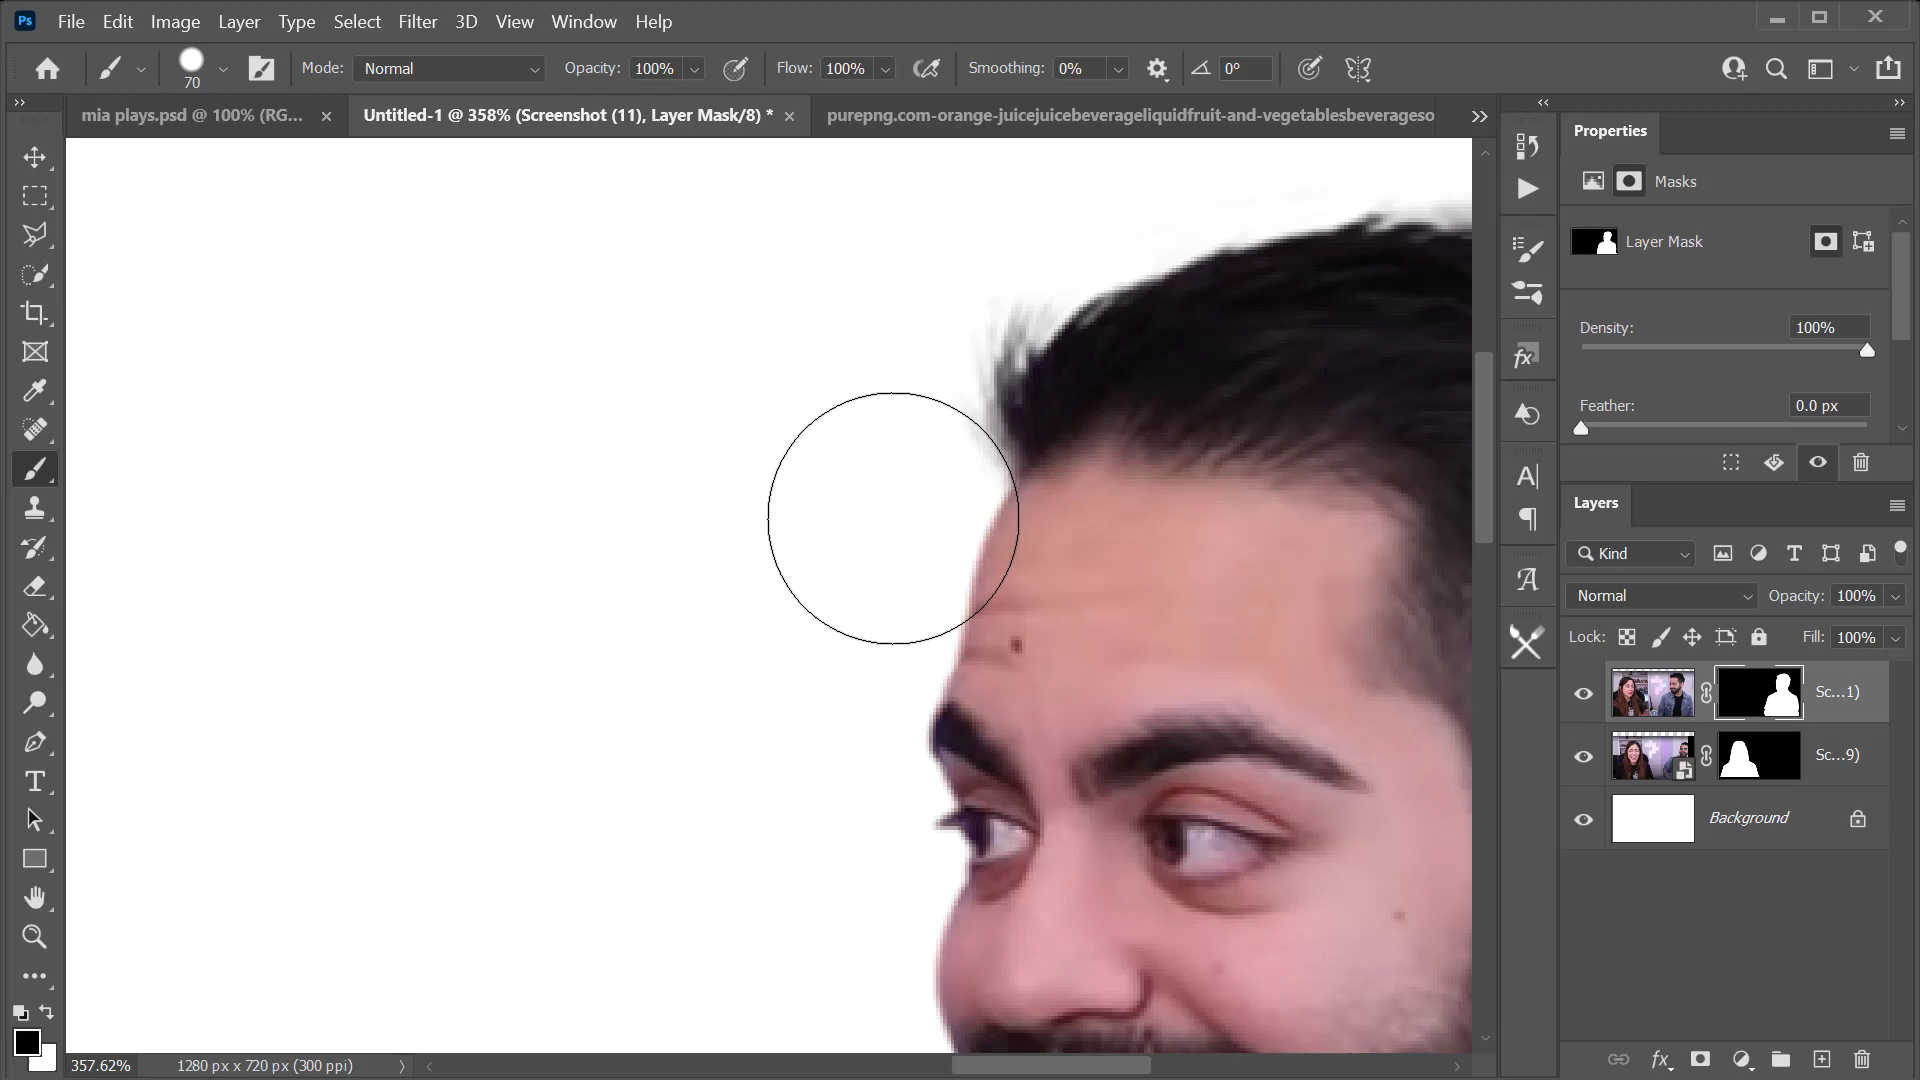 Ps File Edit Image Layer Type Select Filter 3D View Window Help
70 Mode: Normal Opacity: 100% Flow: 100% Smoothing: 0% 0°
mia plays.psd @ 100% (RG... × Untitled-1 @ 358% (Screenshot (11), Layer Mask/8) * × purepng.com-orange-juicejuicebeverageliquidfruit-and-vegetablesbeverageso
Properties
Masks
Layer Mask
Density: 100%
Feather: 0.0 px
Layers
Kind
Normal Opacity: 100%
Lock: Fill: 100%
Sc...1)
Sc...9)
Background
357.62% 1280 px x 720 px (300 ppi)